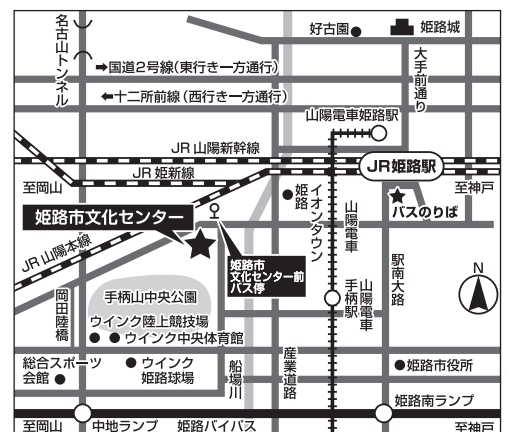 名古山トンネル
好古園
姫路城
大手前通り
➡国道2号線(東行き一方通行)
⬅十二所前線(西行き一方通行)
山陽電車姫路駅
JR 山陽新幹線
JR姫路駅
JR 姫新線
至岡山
至神戸
バスのりば
姫路市文化センター
姫路
イオンタウン
山陽電車
JR 山陽本線
姫路市
文化センター前
バス停
駅南大路
N
岡田陸橋
手柄山中央公園
山陽電車
手柄駅
ウインク陸上競技場
ウインク中央体育館
総合スポーツ
会館
ウインク
姫路球場
船場川
産業道路
姫路市役所
姫路南ランプ
至岡山
中地ランプ
姫路バイパス
至神戸